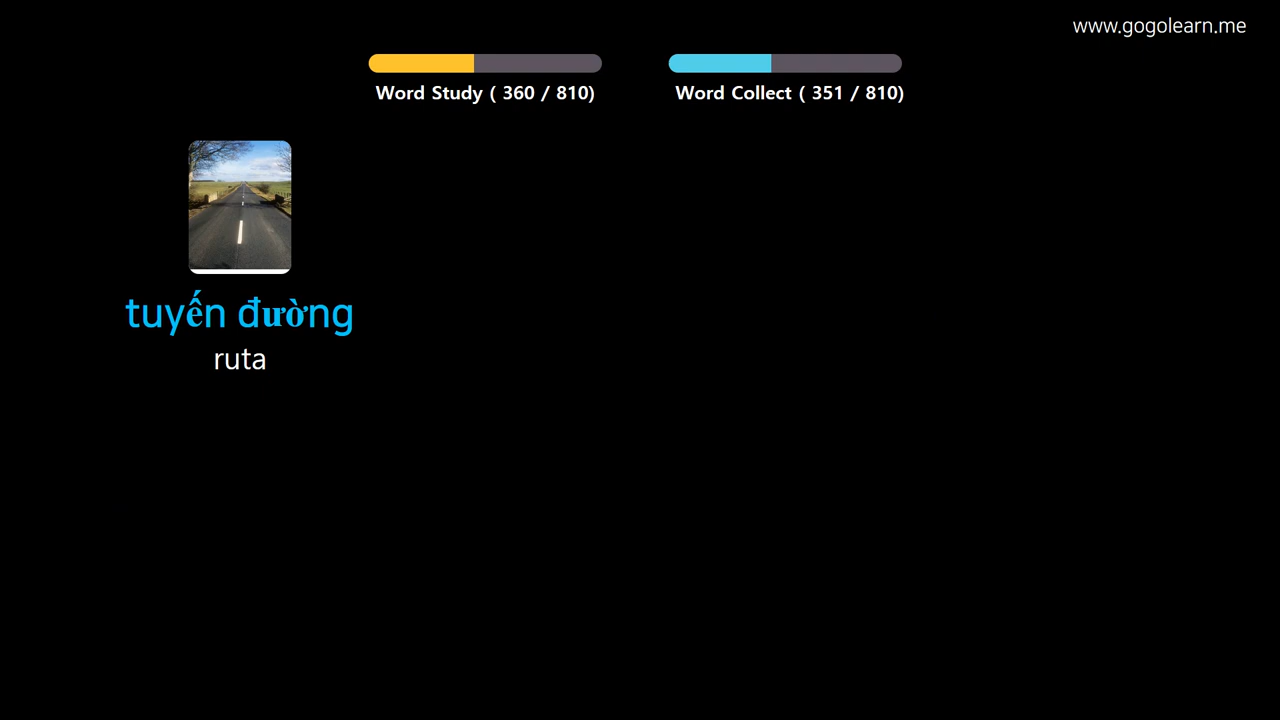 www.gogolearn.me
Word Study ( 360 / 810)
Word Collect ( 351 / 810)
tuyến đường
ruta